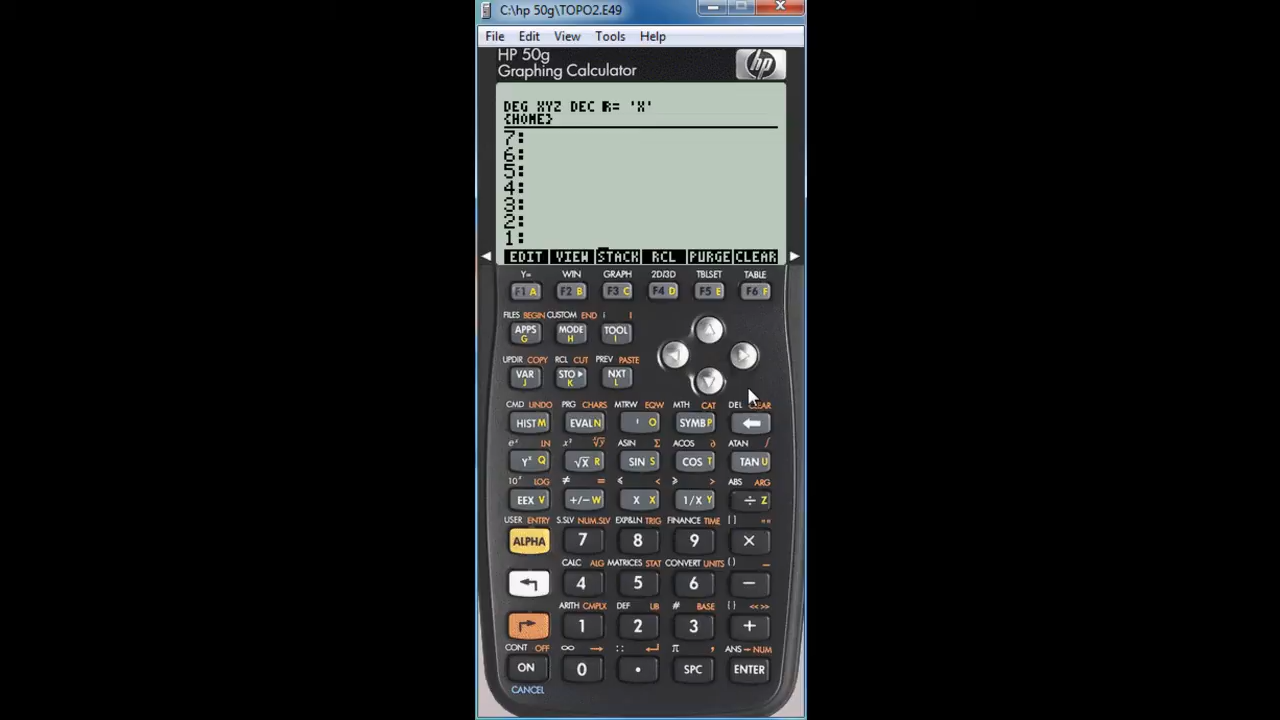 C:\hp 50g\TOPO2.E49
File Edit View Tools Help
HP 50g
Graphing Calculator
hp
DEG XYZ DEC R= 'X'
{HOME}
7:
6:
5:
4:
3:
2:
1:
EDIT VIEW STACK RCL PURGE CLEAR
Y= WIN GRAPH 2D/3D TBLSET TABLE
F1 A F2 B F3 C F4 D F5 E F6 F
FILES BEGIN CUSTOM END i I
APPS G MODE H TOOL I
UPDIR COPY RCL CUT PREV PASTE
VAR J STO▶ K NXT L
CMD UNDO PRG CHARS MTRW EQW MTH CAT DEL CLEAR
HIST M EVAL N ' O SYMB P
eˣ LN x² ˣ√y ASIN Σ ACOS ∂ ATAN ∫
Yˣ Q √X R SIN S COS T TAN U
10ˣ LOG ≠ = ≤ < ≥ > ABS ARG
EEX V +/− W X X 1/X Y ÷ Z
USER ENTRY S.SLV NUM.SLV EXP&LN TRIG FINANCE TIME [ ] " "
ALPHA 7 8 9 ×
CALC ALG MATRICES STAT CONVERT UNITS ( ) _
4 5 6 −
ARITH CMPLX DEF LIB # BASE { } << >>
1 2 3 +
CONT OFF ∞ → : : ↵ π , ANS →NUM
ON 0 . SPC ENTER
CANCEL